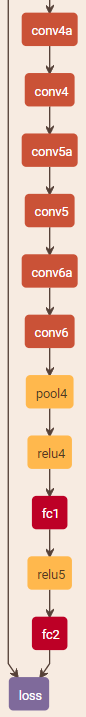 conv4a
conv4
conv5a
conv5
conv6a
conv6
pool4
relu4
fc1
relu5
fc2
loss